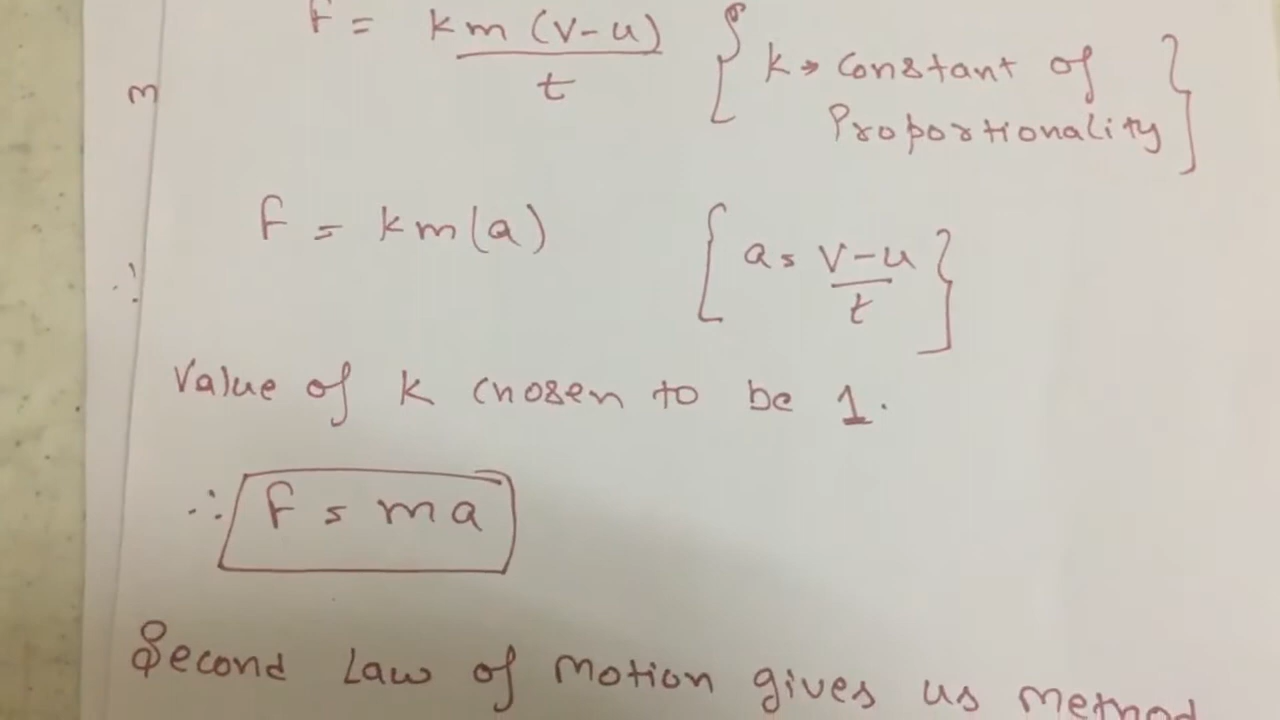 F = km (v-u) / t { k → Constant of Proportionality }
m
F = km(a) [ a = v-u / t ]
∴
Value of k chosen to be 1.
∴ F = ma
Second Law of motion gives us method